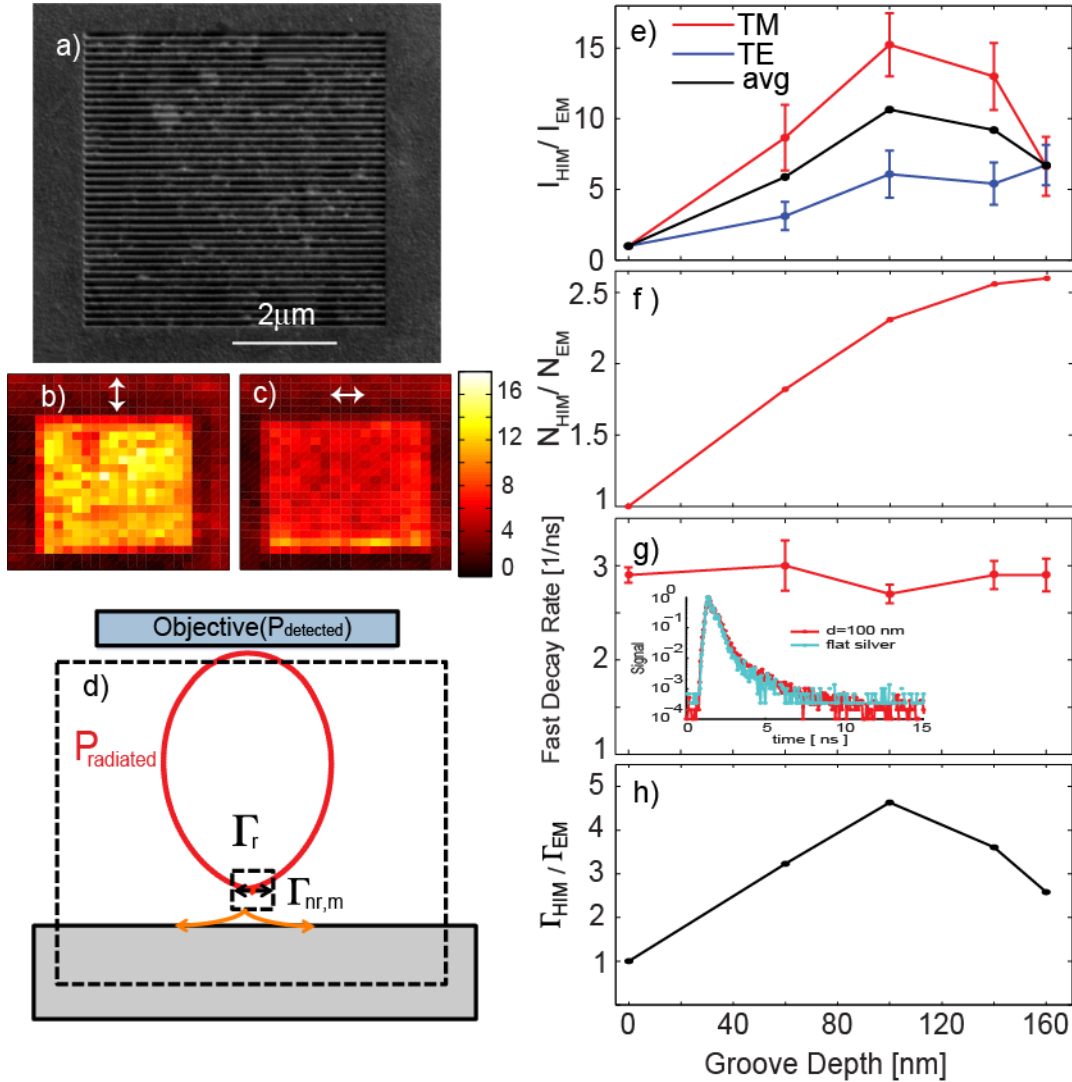 a)
2μm
b)
c)
16
12
8
4
0
Objective(Pdetected)
d)
Pradiated
Γr
Γnr,m
e)
TM
TE
avg
15
10
5
0
IHIM/ IEM
f )
2.5
2
1
NHIM/ NEM
g)
3
2
1
Fast Decay Rate [1/ns]
d=100 nm
flat silver
Signal
10^0
10^-1
10^-2
10^-3
10^-4
0 5 10 15
time [ ns ]
h)
5
4
3
2
1
ΓHIM / ΓEM
0 40 80 120 160
Groove Depth [nm]